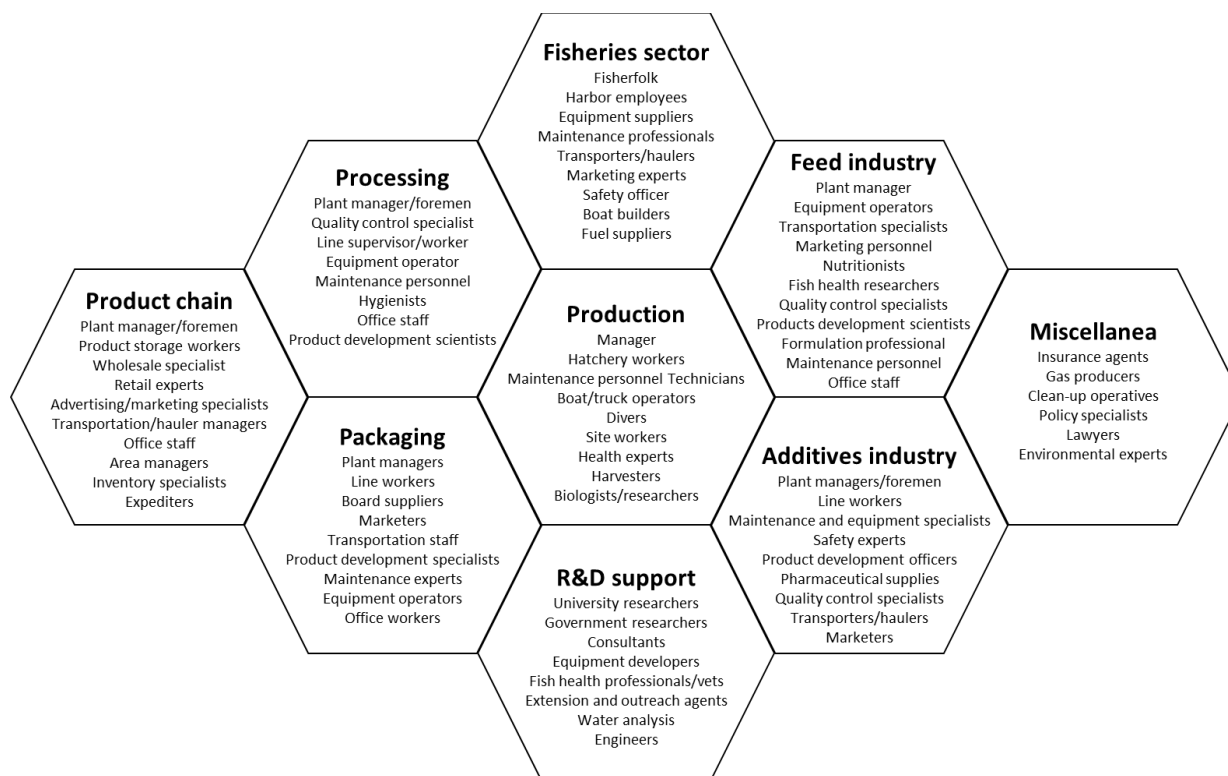 Fisheries sector
Fisherfolk
Harbor employees
Equipment suppliers
Maintenance professionals
Transporters/haulers
Marketing experts
Safety officer
Boat builders
Fuel suppliers
Processing
Plant manager/foremen
Quality control specialist
Line supervisor/worker
Equipment operator
Maintenance personnel
Hygienists
Office staff
Product development scientists
Feed industry
Plant manager
Equipment operators
Transportation specialists
Marketing personnel
Nutritionists
Fish health researchers
Quality control specialists
Products development scientists
Formulation professional
Maintenance personnel
Office staff
Product chain
Plant manager/foremen
Product storage workers
Wholesale specialist
Retail experts
Advertising/marketing specialists
Transportation/hauler managers
Office staff
Area managers
Inventory specialists
Expediters
Production
Manager
Hatchery workers
Maintenance personnel Technicians
Boat/truck operators
Divers
Site workers
Health experts
Harvesters
Biologists/researchers
Miscellanea
Insurance agents
Gas producers
Clean-up operatives
Policy specialists
Lawyers
Environmental experts
Packaging
Plant managers
Line workers
Board suppliers
Marketers
Transportation staff
Product development specialists
Maintenance experts
Equipment operators
Office workers
Additives industry
Plant managers/foremen
Line workers
Maintenance and equipment specialists
Safety experts
Product development officers
Pharmaceutical supplies
Quality control specialists
Transporters/haulers
Marketers
R&D support
University researchers
Government researchers
Consultants
Equipment developers
Fish health professionals/vets
Extension and outreach agents
Water analysis
Engineers